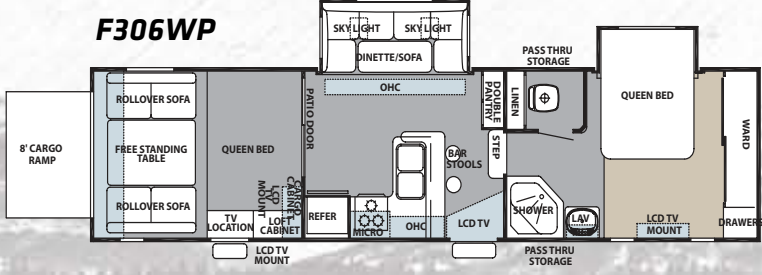 F306WP
SKY LIGHT
SKY LIGHT
DINETTE/SOFA
PASS THRU
STORAGE
ROLLOVER SOFA
OHC
DOUBLE
PANTRY
LINEN
QUEEN BED
8' CARGO
RAMP
FREE STANDING
TABLE
QUEEN BED
PATIO DOOR
BAR
STOOLS
STEP
WARD
ROLLOVER SOFA
CARGO
CABINET
LCD
TV
MOUNT
TV
LOCATION
LOFT
CABINET
REFER
MICRO
OHC
LCD TV
SHOWER
LAV
LCD TV
MOUNT
DRAWERS
LCD TV
MOUNT
PASS THRU
STORAGE